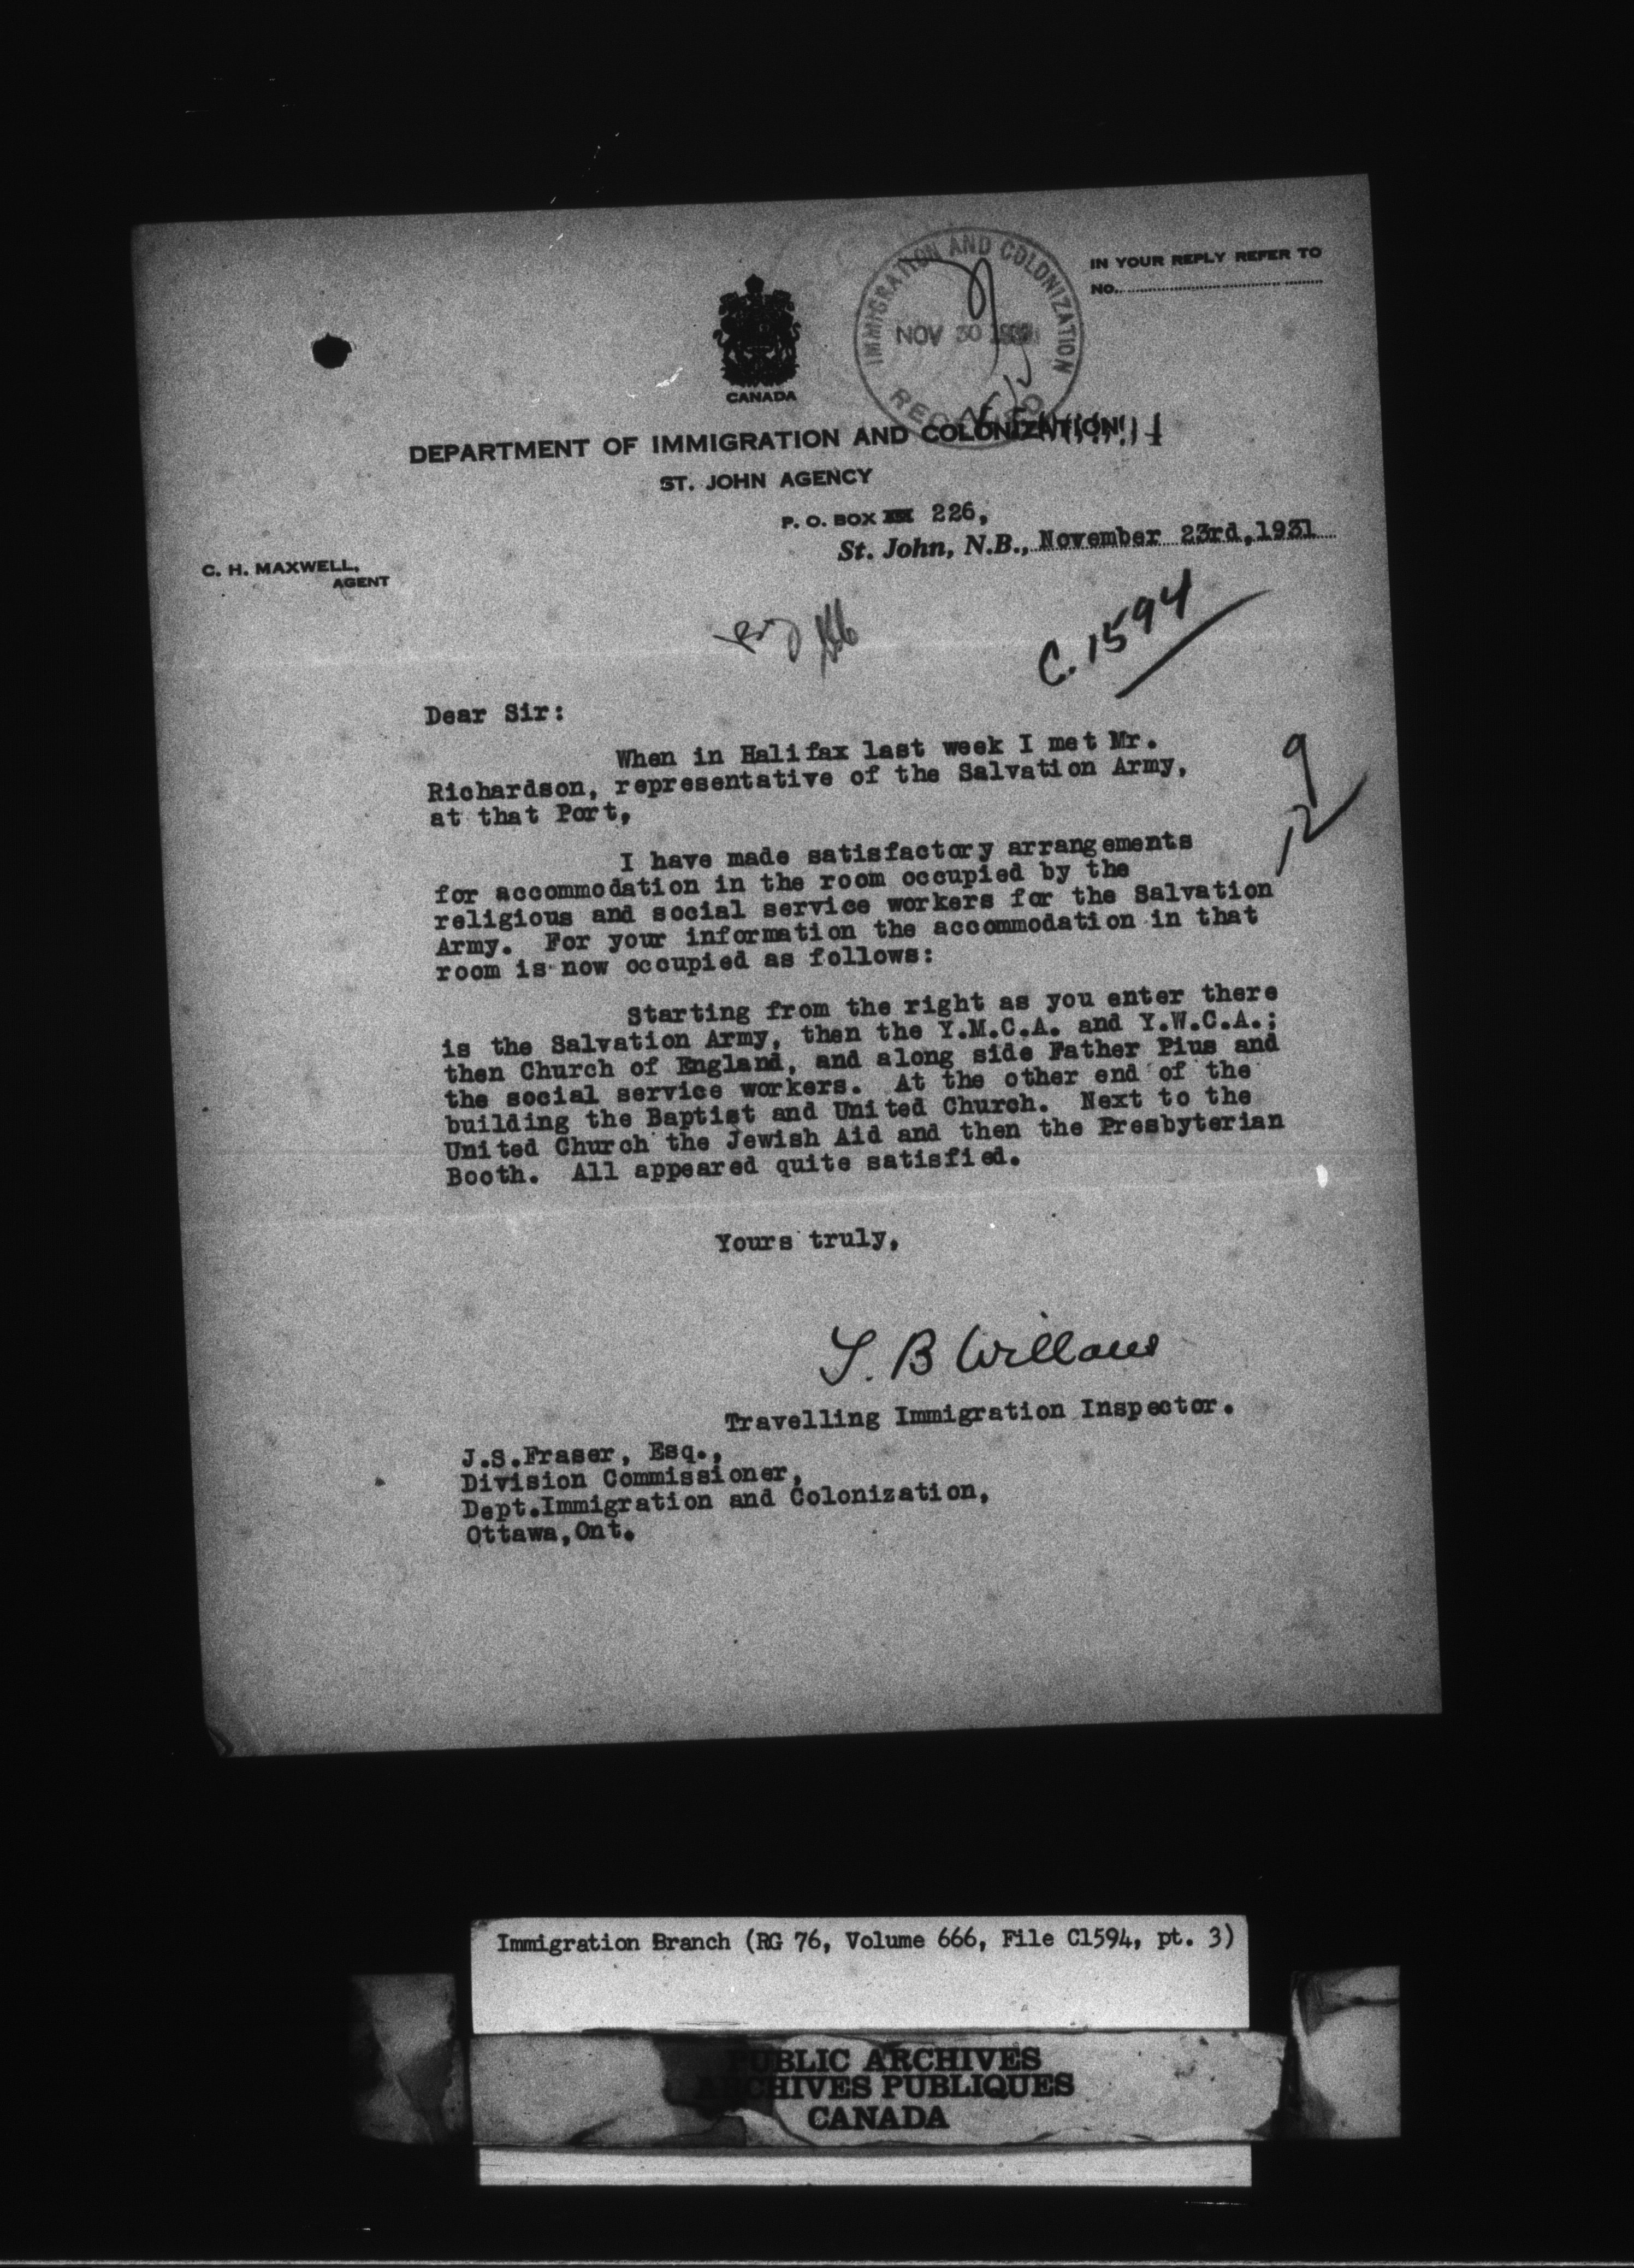 IN YOUR REPLY REFER TO
NO.
IMMIGRATION AND COLONIZATION
NOV 30
CANADA
DEPARTMENT OF IMMIGRATION AND COLONIZATION
ST. JOHN AGENCY
P. O. BOX 226,
St. John, N.B., November 23rd, 1931
C. H. MAXWELL,
AGENT
C. 1594
Dear Sir:
When in Halifax last week I met Mr.
Richardson, representative of the Salvation Army,
at that Port,
9
12
I have made satisfactory arrangements
for accommodation in the room occupied by the
religious and social service workers for the Salvation
Army. For your information the accommodation in that
room is now occupied as follows:
Starting from the right as you enter there
is the Salvation Army, then the Y.M.C.A. and Y.W.C.A.;
then Church of England, and along side Father Pius and
the social service workers. At the other end of the
building the Baptist and United Church. Next to the
United Church the Jewish Aid and then the Presbyterian
Booth. All appeared quite satisfied.
Yours truly,
Travelling Immigration Inspector.
J.S.Fraser, Esq.,
Division Commissioner,
Dept.Immigration and Colonization,
Ottawa,Ont.
Immigration Branch (RG 76, Volume 666, File C1594, pt. 3)
PUBLIC ARCHIVES
ARCHIVES PUBLIQUES
CANADA